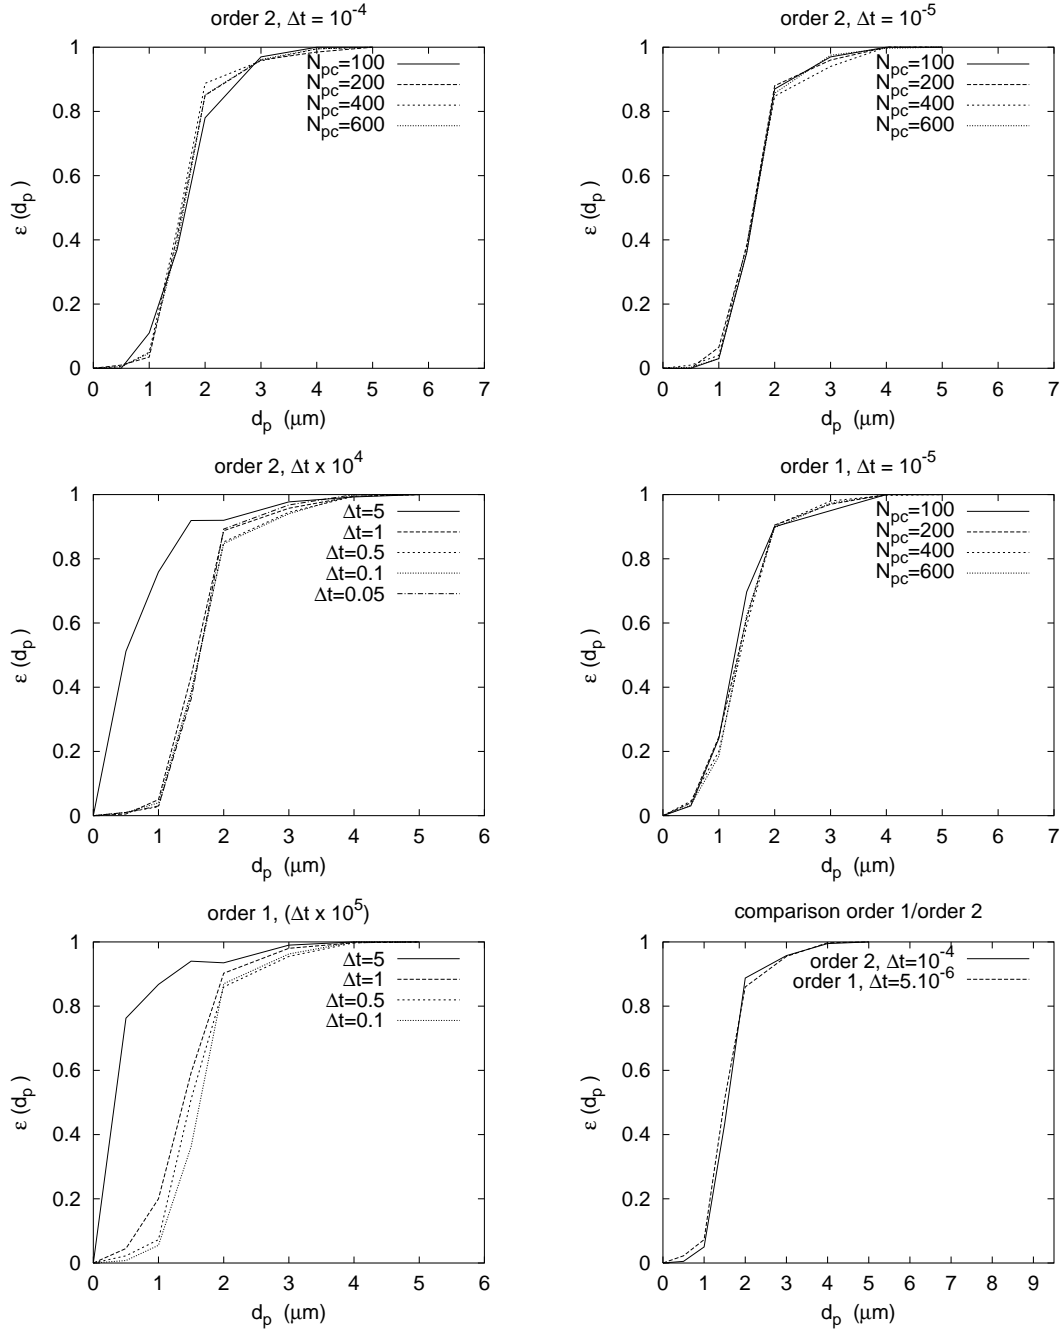 order 2, Δt = 10^-4
1
0.8
0.6
0.4
0.2
0
N_pc=100
N_pc=200
N_pc=400
N_pc=600
ε (d_p)
0 1 2 3 4 5 6 7
d_p (μm)
order 2, Δt = 10^-5
1
0.8
0.6
0.4
0.2
0
N_pc=100
N_pc=200
N_pc=400
N_pc=600
ε (d_p)
0 1 2 3 4 5 6 7
d_p (μm)
order 2, Δt x 10^4
1
0.8
0.6
0.4
0.2
0
Δt=5
Δt=1
Δt=0.5
Δt=0.1
Δt=0.05
ε (d_p)
0 1 2 3 4 5 6
d_p (μm)
order 1, Δt = 10^-5
1
0.8
0.6
0.4
0.2
0
N_pc=100
N_pc=200
N_pc=400
N_pc=600
ε (d_p)
0 1 2 3 4 5 6 7
d_p (μm)
order 1, (Δt x 10^5)
1
0.8
0.6
0.4
0.2
0
Δt=5
Δt=1
Δt=0.5
Δt=0.1
ε (d_p)
0 1 2 3 4 5 6
d_p (μm)
comparison order 1/order 2
1
0.8
0.6
0.4
0.2
0
order 2, Δt=10^-4
order 1, Δt=5.10^-6
ε (d_p)
0 1 2 3 4 5 6 7 8 9
d_p (μm)